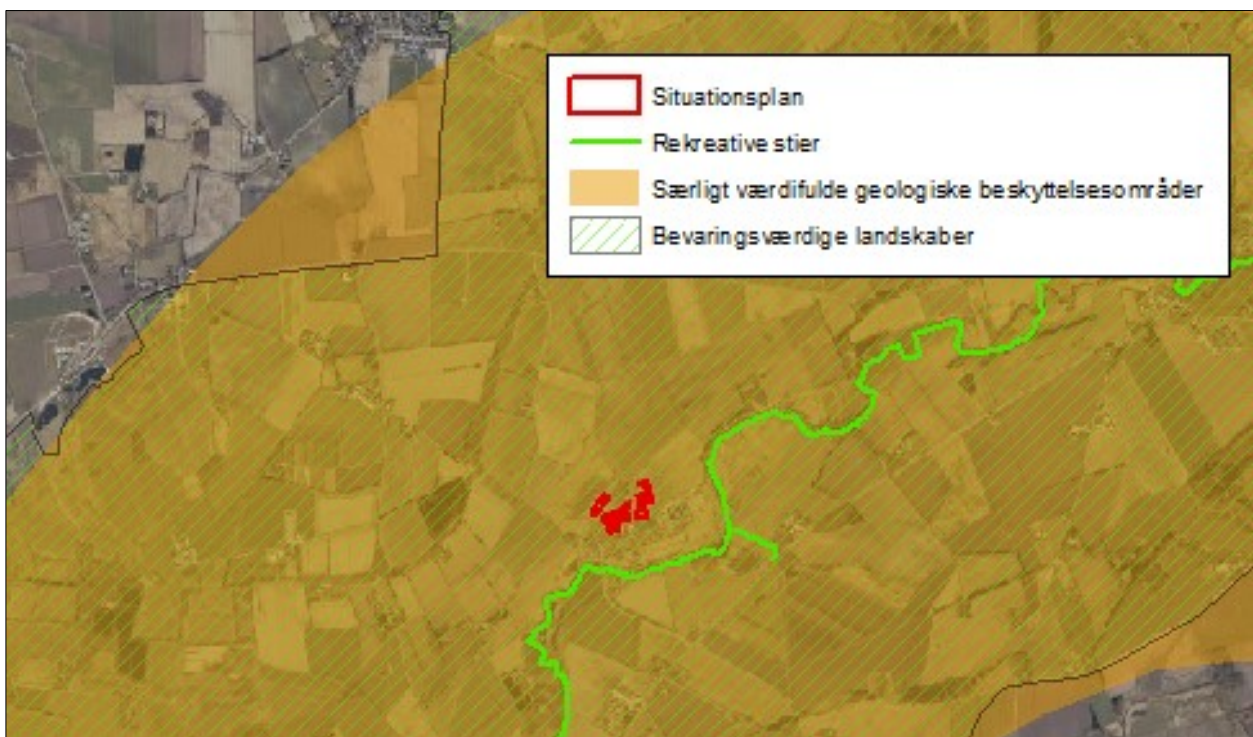 Situationsplan
Rekreative stier
Særligt værdifulde geologiske beskyttelsesområder
Bevaringsværdige landskaber